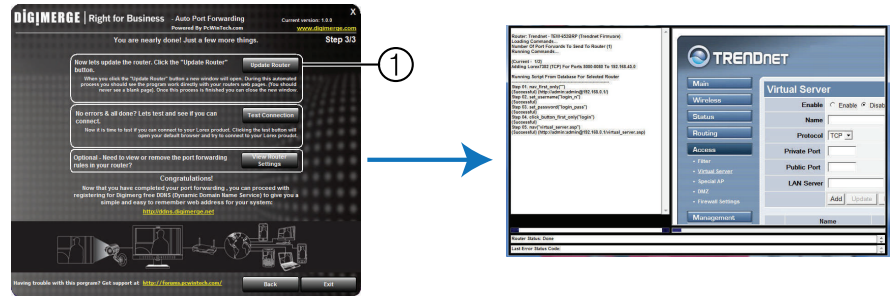 DIGIMERGE Right for Business - Auto Port Forwarding
Powered By PcWinTech.com
Current version: 1.0.0
X
www.digimerge.com
You are nearly done! Just a few more things.
Step 3/3
Now lets update the router. Click the "Update Router"
button.
When you click the "Update Router" button a new window will open. During this automated
process you should see the program work directly with your routers web pages. (You should
never see a blank page). Once this process is finished you can close the new window.
Update Router
1
No errors & all done? Lets test and see if you can
connect.
Now it is time to test if you can connect to your Lorex product. Clicking the test button will
open your default browser and try to connect to your Lorex proudct.
Test Connection
Optional - Need to view or remove the port forwarding
rules in your router?
View Router
Settings
Congratulations!
Now that you have completed your port forwarding , you can proceed with
registering for Digimerg free DDNS (Dynamic Domain Name Service) to give you a
simple and easy to remember web address for your system:
http://ddns.digimerge.net
Having trouble with this porgram? Get support at: http://forums.pcwintech.com/
Back
Exit
Router: Trendnet - TEW-652BRP (Trendnet Firmware)
Loading Commands...
Number Of Port Forwards To Send To Router (1)
Running Commands...
(Current - 1/2)
Adding Lorex7302 (TCP) For Ports 8080-8080 To 192.168.40.8
Running Script From Database For Selected Router
Step 01. nav_first_only("")
(Successful) (http://admin:admin@192.168.0.1/)
Step 02. set_username("login_n")
(Successful)
Step 03. set_password("login_pass")
(Successful)
Step 04. click_button_first_only("login")
(Successful)
Step 05. nav("virtual_server.asp")
(Successful) (http://admin:admin@192.168.0.1/virtual_server.asp)
TRENDNET
Main
Wireless
Status
Routing
Access
• Filter
• Virtual Server
• Special AP
• DMZ
• Firewall Settings
Management
Virtual Server
Enable Enable Disab
Name
Protocol TCP
Private Port
Public Port
LAN Server
Add Update
Name
Router Status: Done
Last Error Status Code: